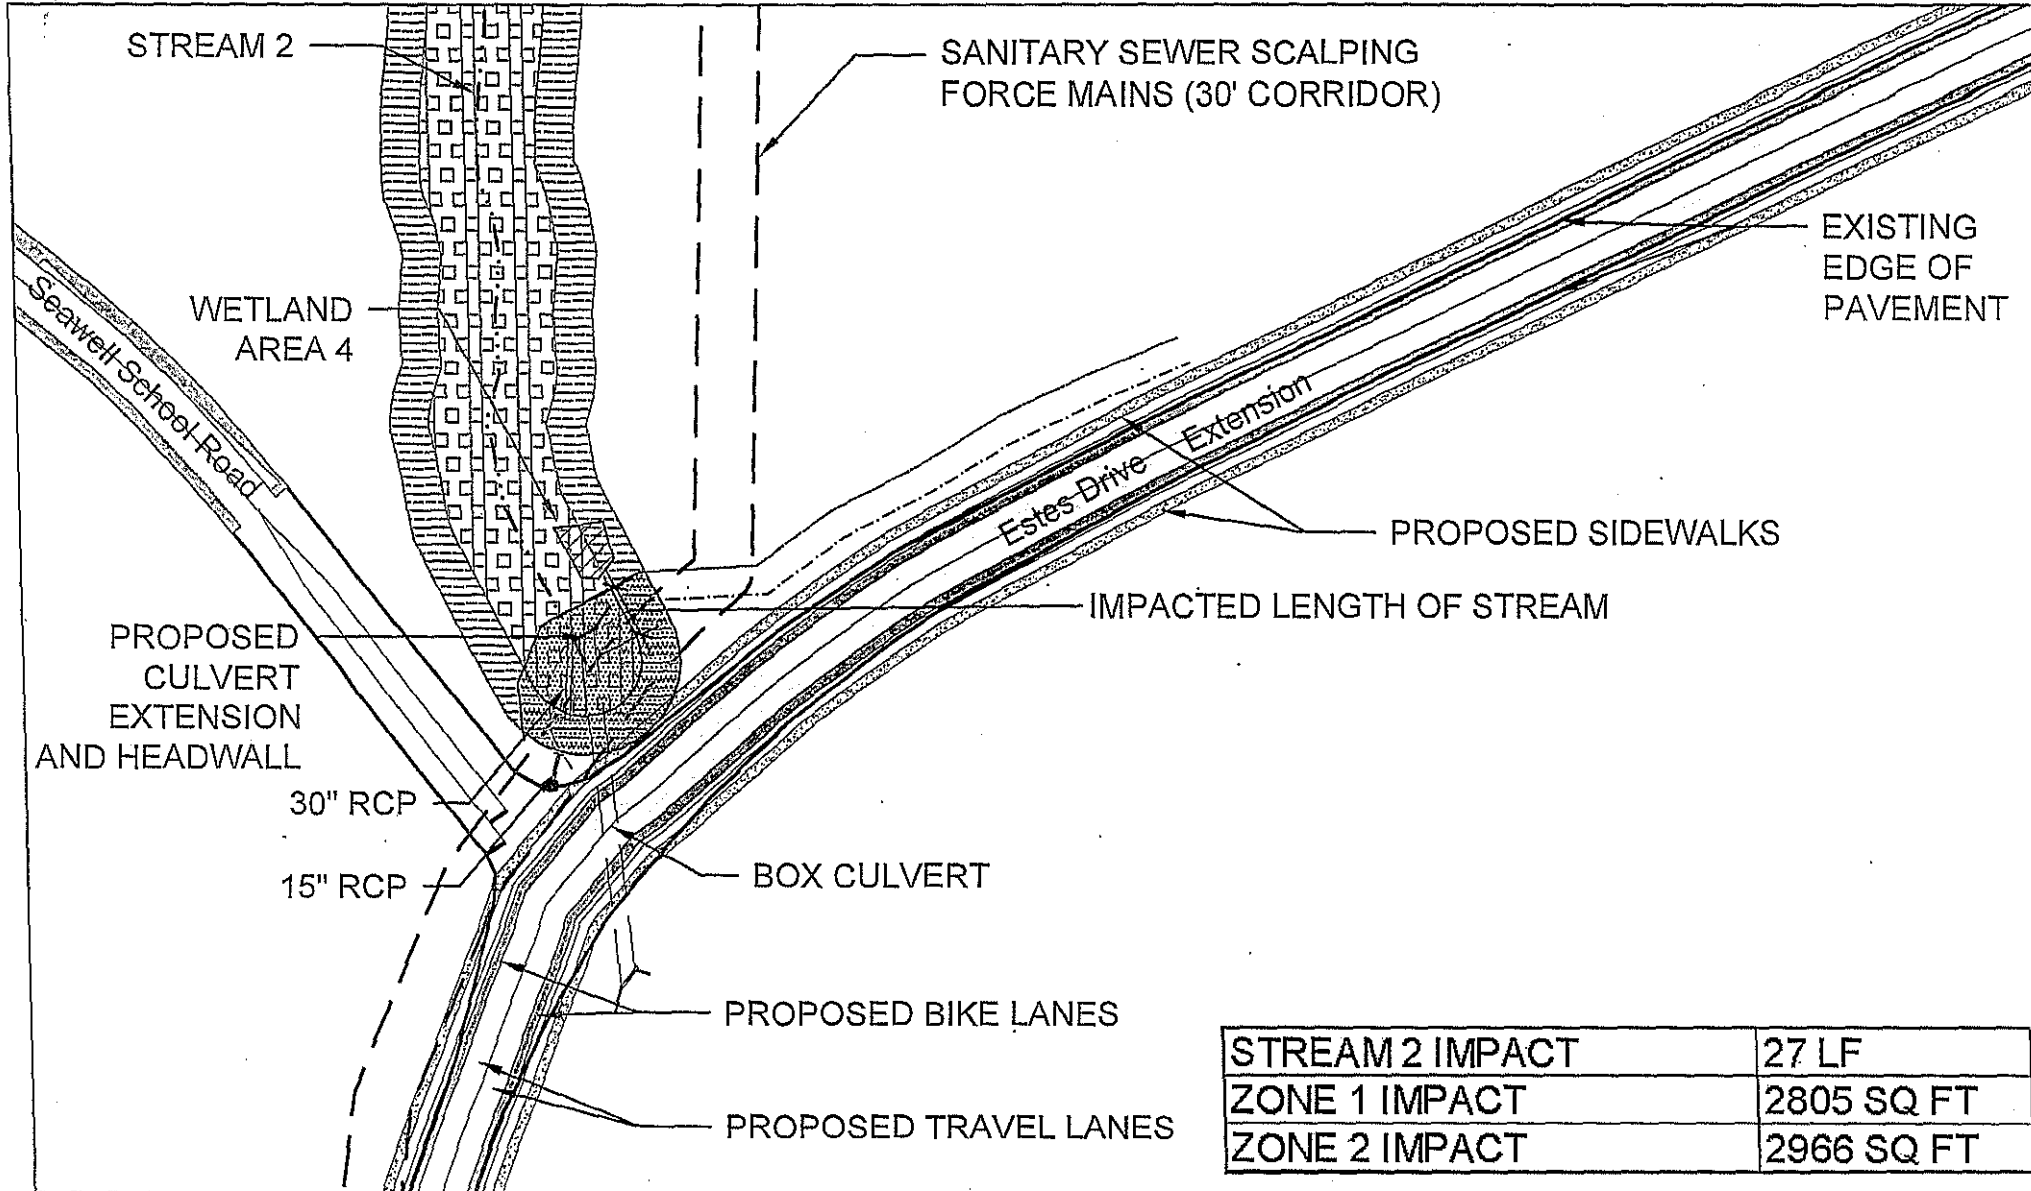 STREAM 2
SANITARY SEWER SCALPING
FORCE MAINS (30' CORRIDOR)
EXISTING
EDGE OF
PAVEMENT
WETLAND
AREA 4
Seawell School Road
Estes Drive Extension
PROPOSED SIDEWALKS
IMPACTED LENGTH OF STREAM
PROPOSED
CULVERT
EXTENSION
AND HEADWALL
30" RCP
15" RCP
BOX CULVERT
PROPOSED BIKE LANES
PROPOSED TRAVEL LANES
STREAM 2 IMPACT 27 LF
ZONE 1 IMPACT 2805 SQ FT
ZONE 2 IMPACT 2966 SQ FT